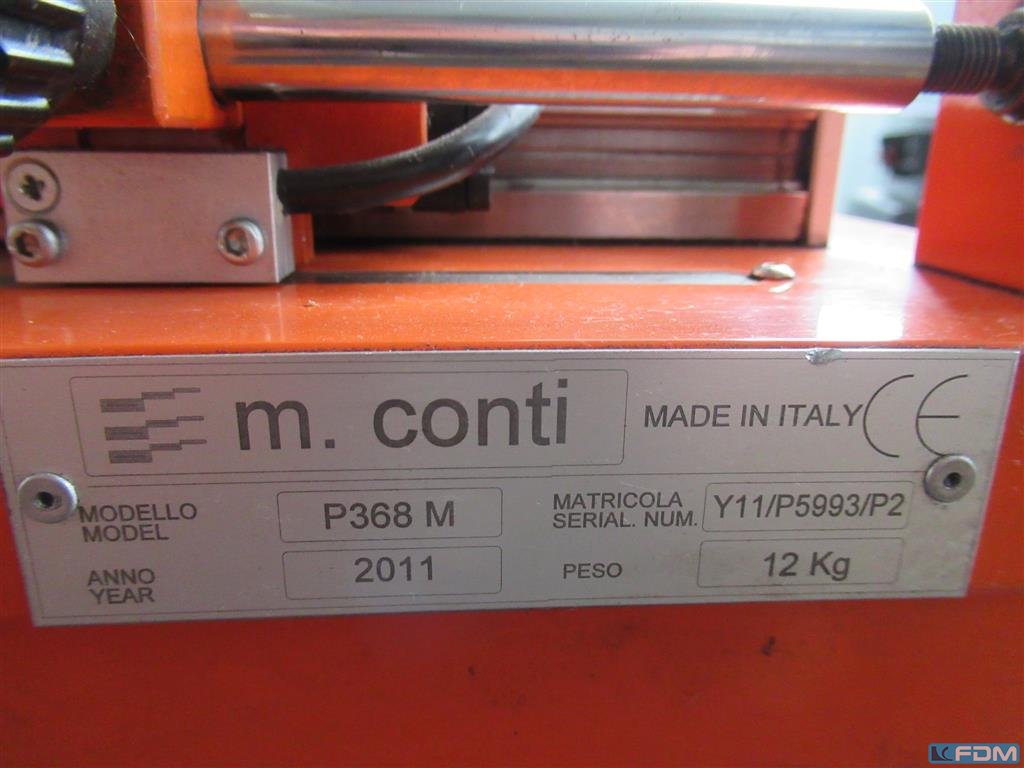 m. conti
MADE IN ITALY CE
MODELLO
MODEL
P368 M
MATRICOLA
SERIAL. NUM.
Y11/P5993/P2
ANNO
YEAR
2011
PESO
12 Kg
FDM